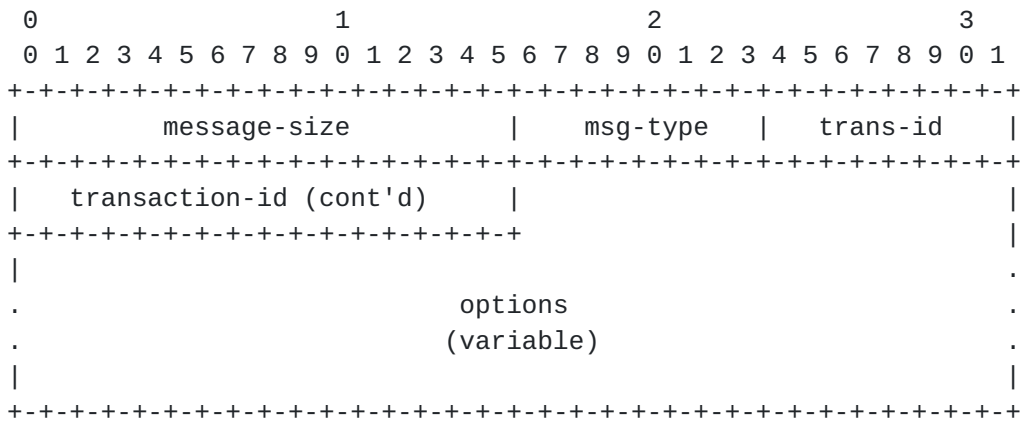 0                   1                   2                   3
 0 1 2 3 4 5 6 7 8 9 0 1 2 3 4 5 6 7 8 9 0 1 2 3 4 5 6 7 8 9 0 1
+-+-+-+-+-+-+-+-+-+-+-+-+-+-+-+-+-+-+-+-+-+-+-+-+-+-+-+-+-+-+-+-+
|         message-size          |    msg-type   |   trans-id    |
+-+-+-+-+-+-+-+-+-+-+-+-+-+-+-+-+-+-+-+-+-+-+-+-+-+-+-+-+-+-+-+-+
|   transaction-id (cont'd)     |                               |
+-+-+-+-+-+-+-+-+-+-+-+-+-+-+-+-+                               |
|                                                               .
.                            options                            .
.                           (variable)                          .
|                                                               |
+-+-+-+-+-+-+-+-+-+-+-+-+-+-+-+-+-+-+-+-+-+-+-+-+-+-+-+-+-+-+-+-+